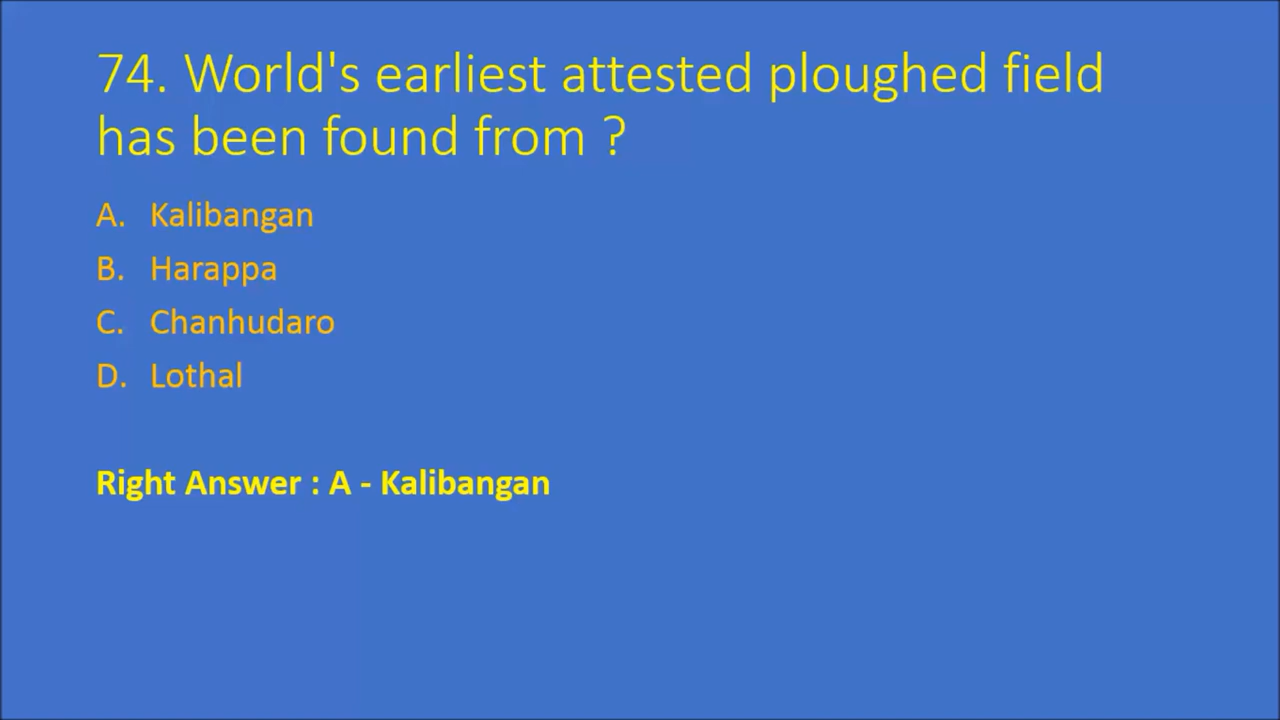 74. World's earliest attested ploughed field
has been found from ?
A. Kalibangan
B. Harappa
C. Chanhudaro
D. Lothal
Right Answer : A - Kalibangan